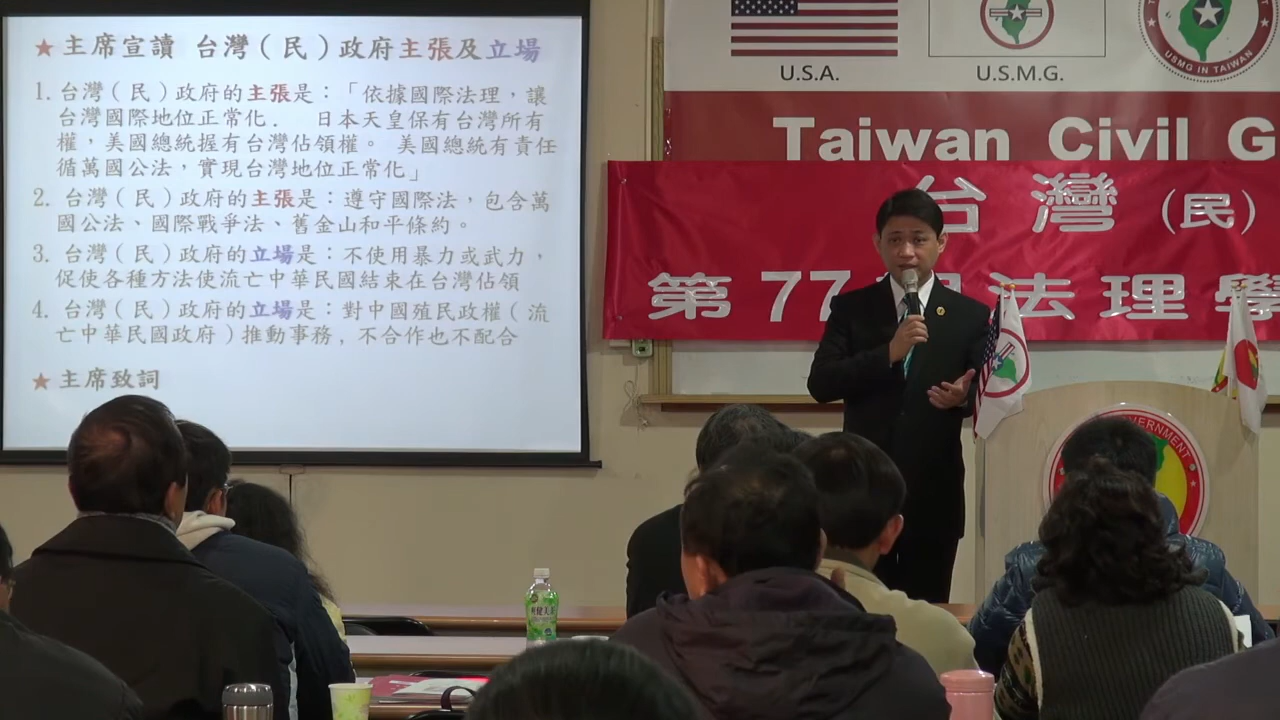 ★ 主席宣讀 台灣（民）政府主張及立場
1. 台灣（民）政府的主張是：「依據國際法理，讓
台灣國際地位正常化． 日本天皇保有台灣所有
權，美國總統握有台灣佔領權。 美國總統有責任
循萬國公法，實現台灣地位正常化」
2. 台灣（民）政府的主張是：遵守國際法，包含萬
國公法、國際戰爭法、舊金山和平條約。
3. 台灣（民）政府的立場是：不使用暴力或武力，
促使各種方法使流亡中華民國結束在台灣佔領
4. 台灣（民）政府的立場是：對中國殖民政權（流
亡中華民國政府）推動事務，不合作也不配合
★ 主席致詞
U.S.A.
U.S.M.G.
USMG IN TAIWAN
Taiwan Civil G
台灣（民）
第77 法理學
GOVERNMENT